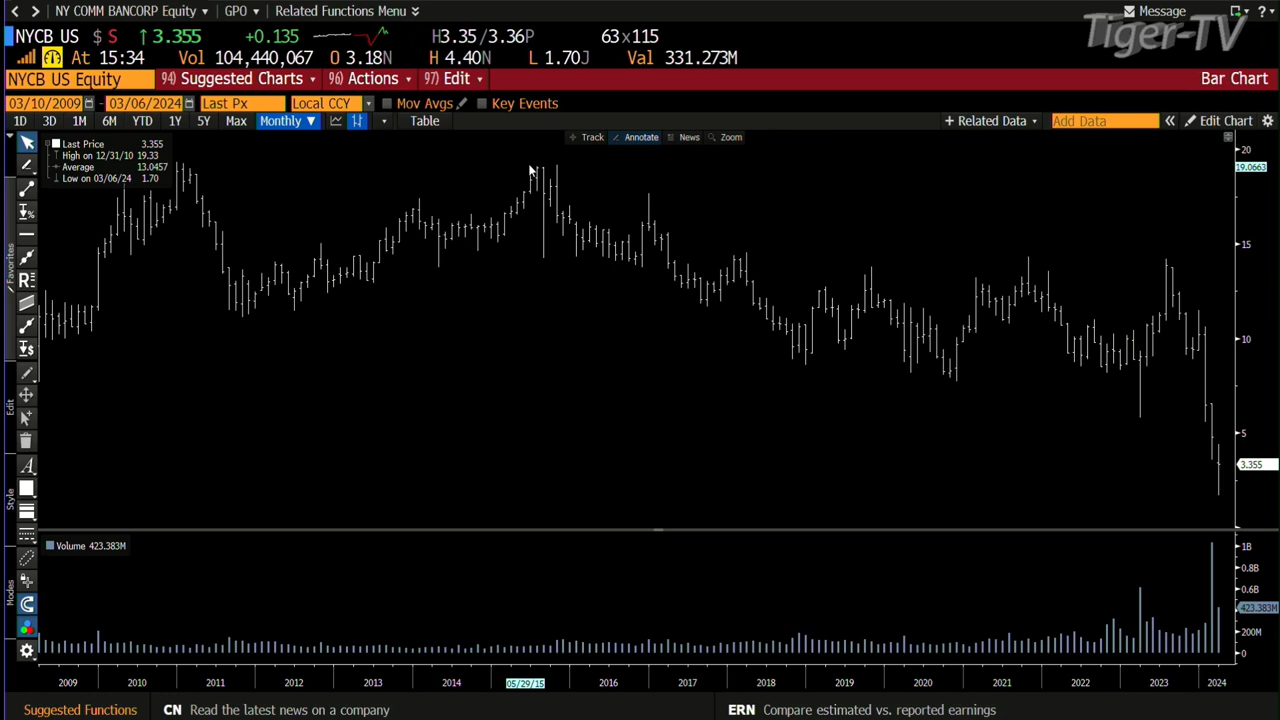 NY COMM BANCORP Equity GPO Related Functions Menu Message ?
Tiger-TV
NYCB US $ S ↑ 3.355 +0.135 H3.35/3.36P 63x115
At 15:34 Vol 104,440,067 O 3.18N H 4.40N L 1.70J Val 331.273M
NYCB US Equity 94) Suggested Charts 96) Actions 97) Edit Bar Chart
03/10/2009 - 03/06/2024 Last Px Local CCY Mov Avgs Key Events
1D 3D 1M 6M YTD 1Y 5Y Max Monthly ▼ Table + Related Data Add Data « Edit Chart
Track Annotate News Zoom
Last Price 3.355
High on 12/31/10 19.33
Average 13.0457
Low on 03/06/24 1.70
20
19.0663
15
10
5
3.355
Favorites
Edit
Style
Modes
Volume 423.383M
1B
0.8B
0.6B
423.383M
200M
0
2009 2010 2011 2012 2013 2014 05/29/15 2016 2017 2018 2019 2020 2021 2022 2023 2024
Suggested Functions CN Read the latest news on a company ERN Compare estimated vs. reported earnings